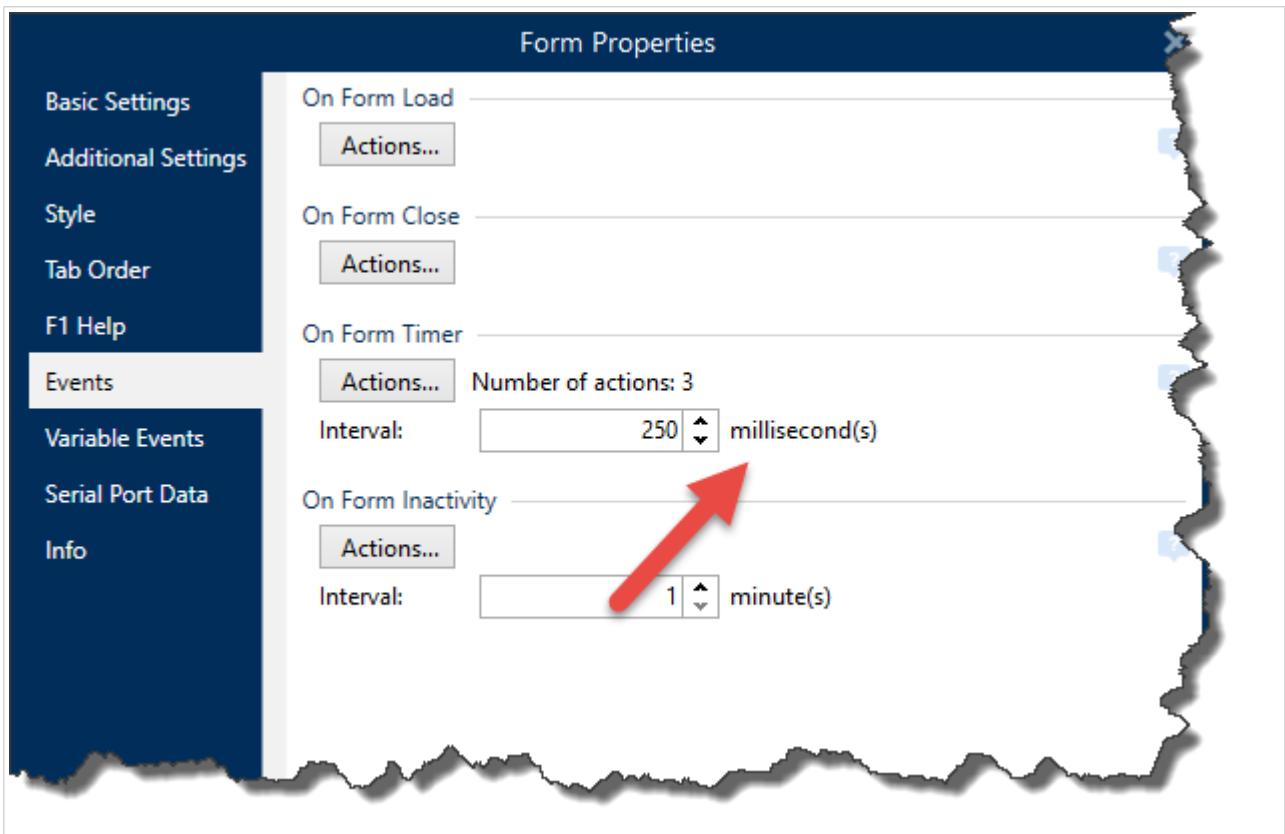 Form Properties
Basic Settings
Additional Settings
Style
Tab Order
F1 Help
Events
Variable Events
Serial Port Data
Info
On Form Load
Actions...
On Form Close
Actions...
On Form Timer
Actions... Number of actions: 3
Interval: 250 millisecond(s)
On Form Inactivity
Actions...
Interval: 1 minute(s)